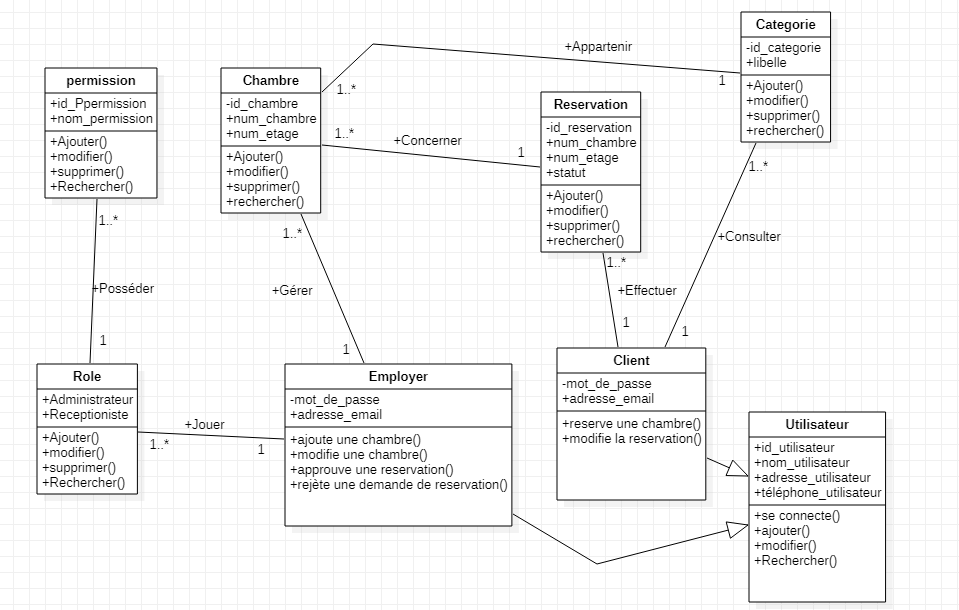 Categorie
-id_categorie
+libelle
+Ajouter()
+modifier()
+supprimer()
+rechercher()
+Appartenir
1
1..*
permission
+id_Ppermission
+nom_permission
+Ajouter()
+modifier()
+supprimer()
+Rechercher()
Chambre
-id_chambre
+num_chambre
+num_etage
+Ajouter()
+modifier()
+supprimer()
+rechercher()
1..*
+Concerner
1
Reservation
-id_reservation
+num_chambre
+num_etage
+statut
+Ajouter()
+modifier()
+supprimer()
+rechercher()
1..*
+Posséder
1
1..*
+Gérer
1
1..*
+Effectuer
1
1..*
+Consulter
1
Role
+Administrateur
+Receptioniste
+Ajouter()
+modifier()
+supprimer()
+Rechercher()
+Jouer
1..*
1
Employer
-mot_de_passe
+adresse_email
+ajoute une chambre()
+modifie une chambre()
+approuve une reservation()
+rejète une demande de reservation()
Client
-mot_de_passe
+adresse_email
+reserve une chambre()
+modifie la reservation()
Utilisateur
+id_utilisateur
+nom_utilisateur
+adresse_utilisateur
+téléphone_utilisateur
+se connecte()
+ajouter()
+modifier()
+Rechercher()